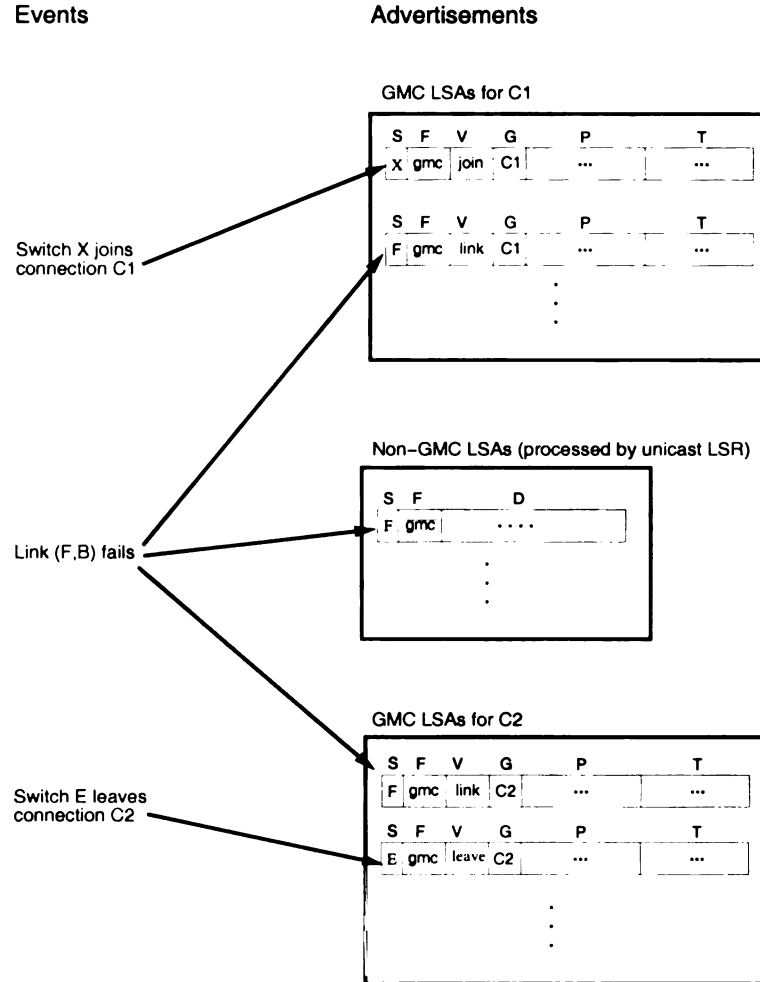 Events Advertisements
GMC LSAs for C1
S F V G P T
X gmc join C1 ... ...
S F V G P T
F gmc link C1 ... ...
Switch X joins
connection C1
Non-GMC LSAs (processed by unicast LSR)
S F D
F gmc ....
Link (F,B) fails
GMC LSAs for C2
S F V G P T
F gmc link C2 ... ...
Switch E leaves
connection C2
S F V G P T
E gmc leave C2 ... ...